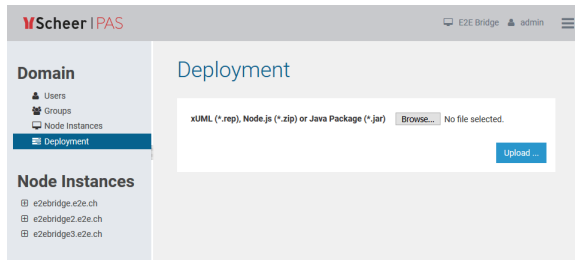 Scheer PAS
E2E Bridge admin
Domain
Users
Groups
Node Instances
Deployment
Node Instances
e2ebridge.e2e.ch
e2ebridge2.e2e.ch
e2ebridge3.e2e.ch
Deployment
xUML (*.rep), Node.js (*.zip) or Java Package (*.jar) Browse... No file selected.
Upload ...